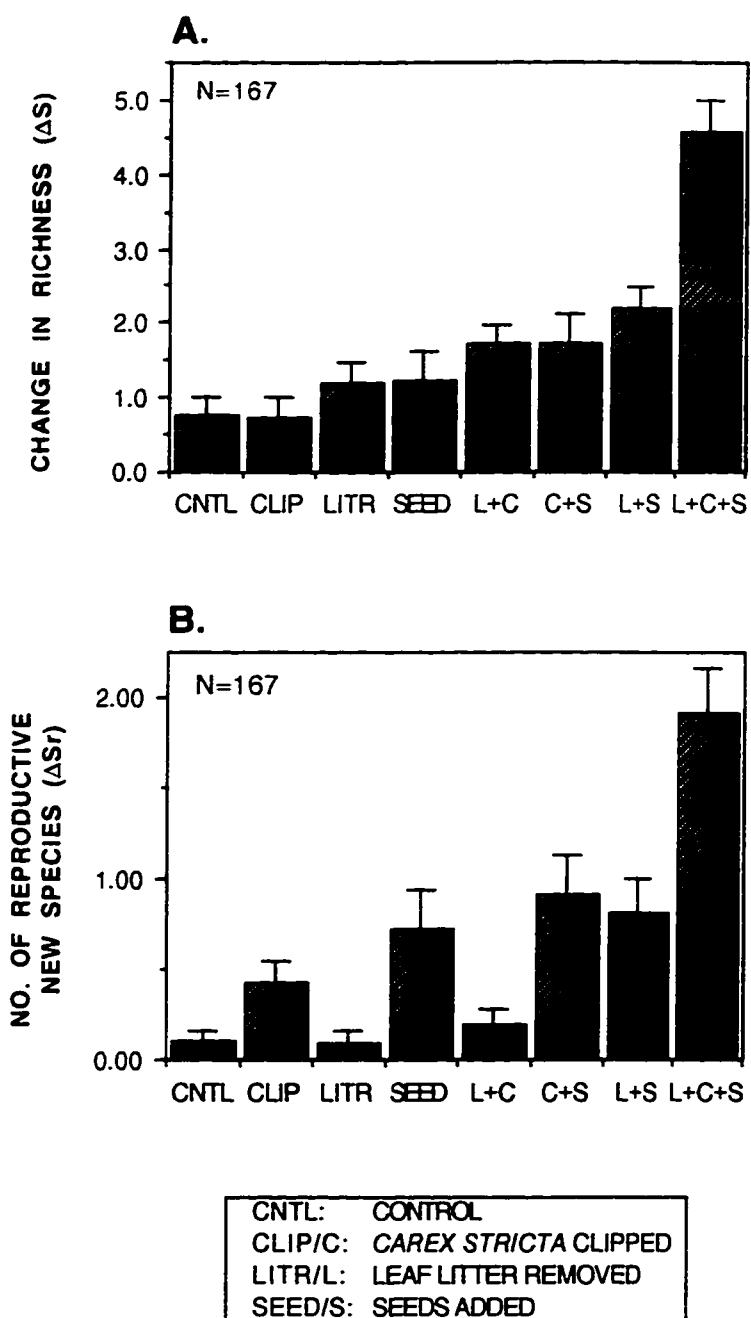 A.
N=167
CHANGE IN RICHNESS (ΔS)
5.0
4.0
3.0
2.0
1.0
0.0
CNTL CLIP LITR SEED L+C C+S L+S L+C+S
B.
N=167
NO. OF REPRODUCTIVE
NEW SPECIES (ΔSr)
2.00
1.00
0.00
CNTL CLIP LITR SEED L+C C+S L+S L+C+S
CNTL: CONTROL
CLIP/C: CAREX STRICTA CLIPPED
LITR/L: LEAF LITTER REMOVED
SEED/S: SEEDS ADDED